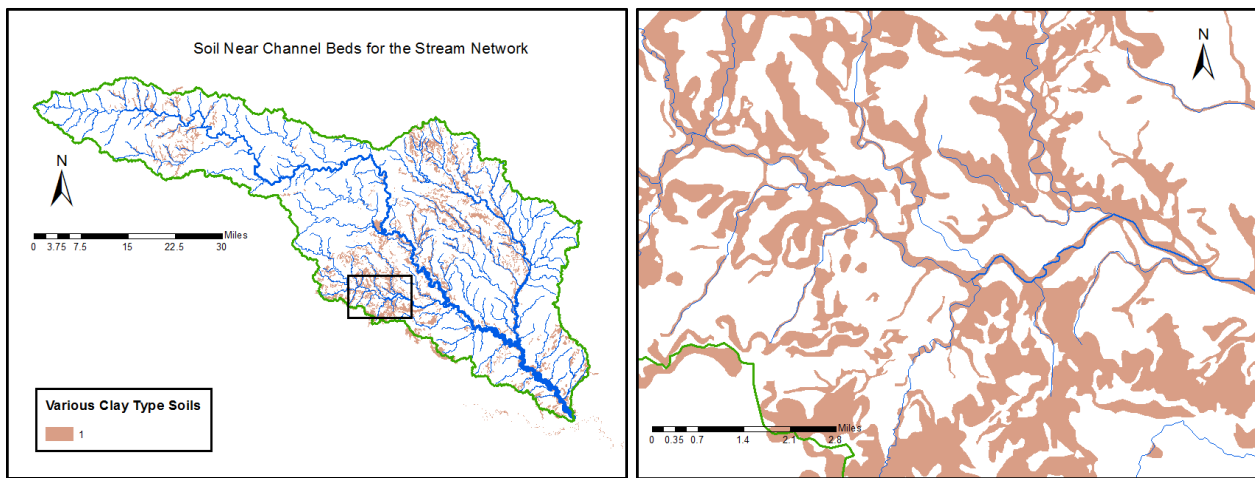 Soil Near Channel Beds for the Stream Network
N
Miles
0 3.75 7.5 15 22.5 30
Various Clay Type Soils
1
N
Miles
0 0.35 0.7 1.4 2.1 2.8